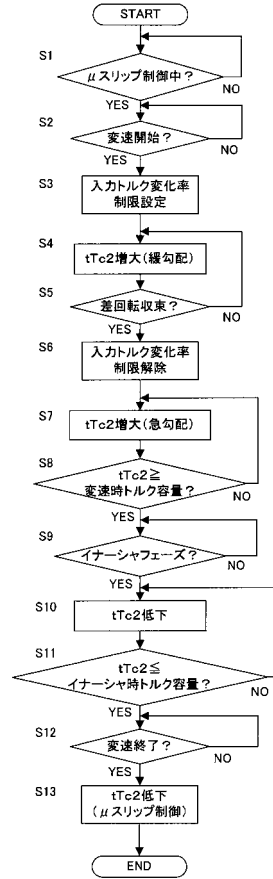 START
S1
μスリップ制御中？
NO
YES
S2
変速開始？
NO
YES
S3
入力トルク変化率
制限設定
S4
tTc2増大(緩勾配)
S5
差回転収束？
NO
YES
S6
入力トルク変化率
制限解除
S7
tTc2増大(急勾配)
S8
tTc2≧
変速時トルク容量？
NO
YES
S9
イナーシャフェーズ？
NO
YES
S10
tTc2低下
S11
tTc2≦
イナーシャ時トルク容量？
NO
YES
S12
変速終了？
NO
YES
S13
tTc2低下
(μスリップ制御)
END